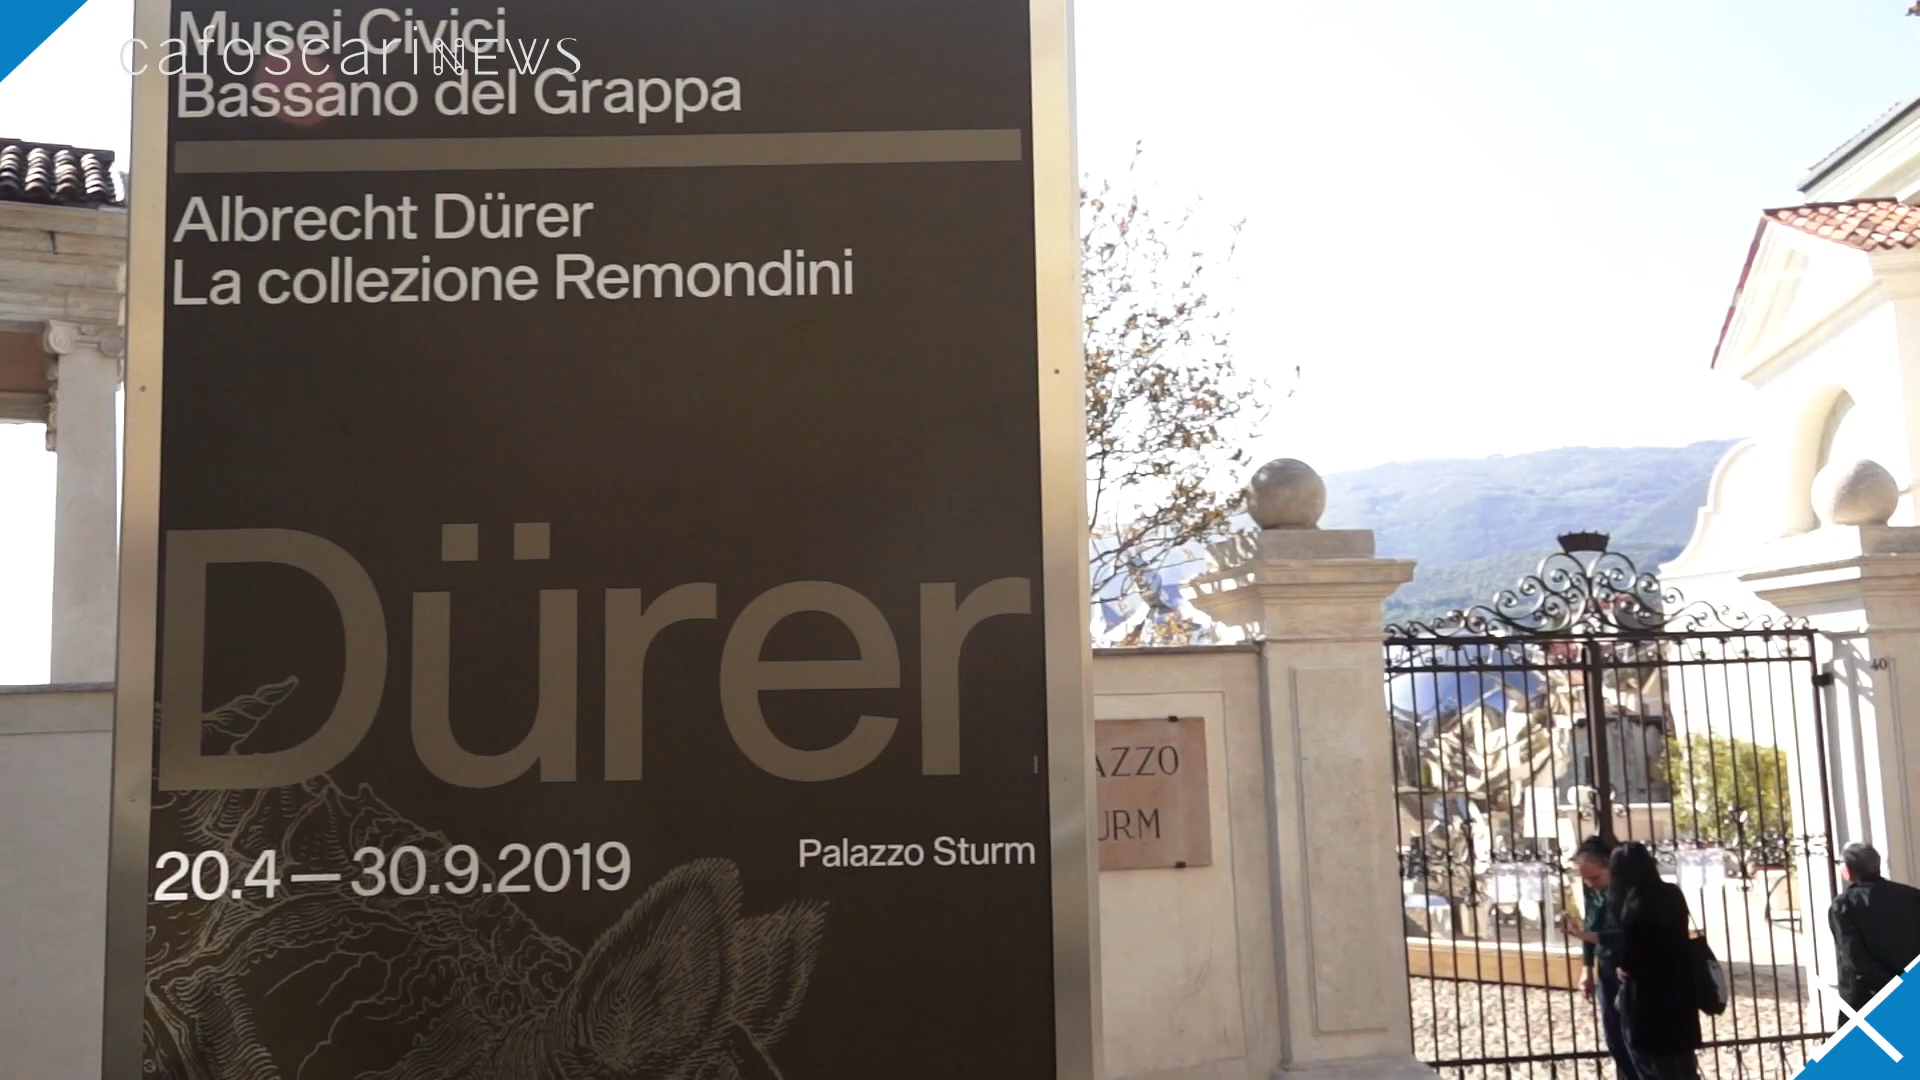 cafoscariNEWS
Musei Civici
Bassano del Grappa
Albrecht Dürer
La collezione Remondini
Dürer
20.4—30.9.2019
Palazzo Sturm
AZZO
URM
40